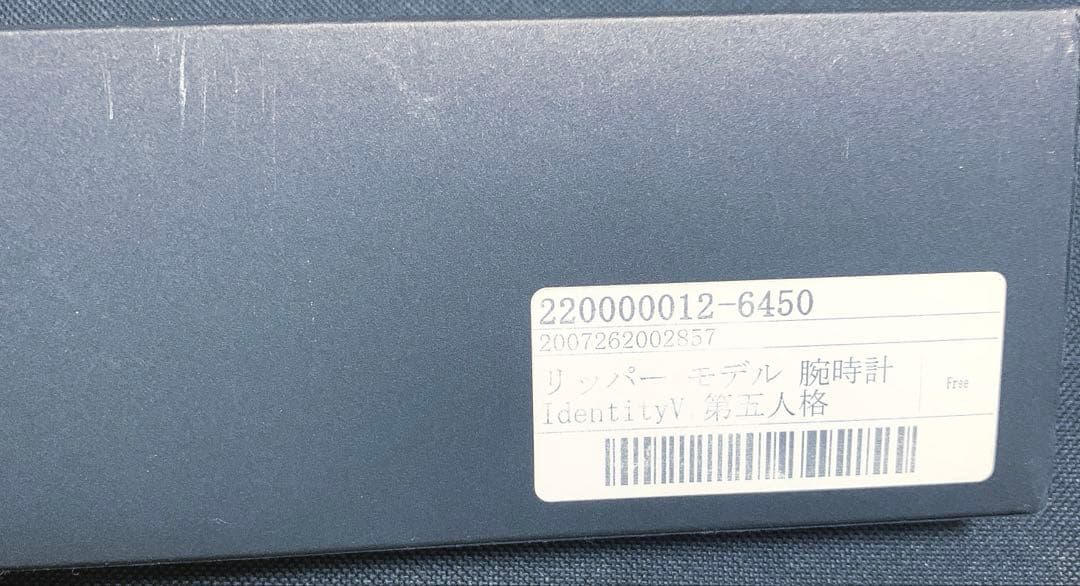 220000012-6450
2007262002857
リッパー モデル 腕時計
IdentityV 第五人格
Free